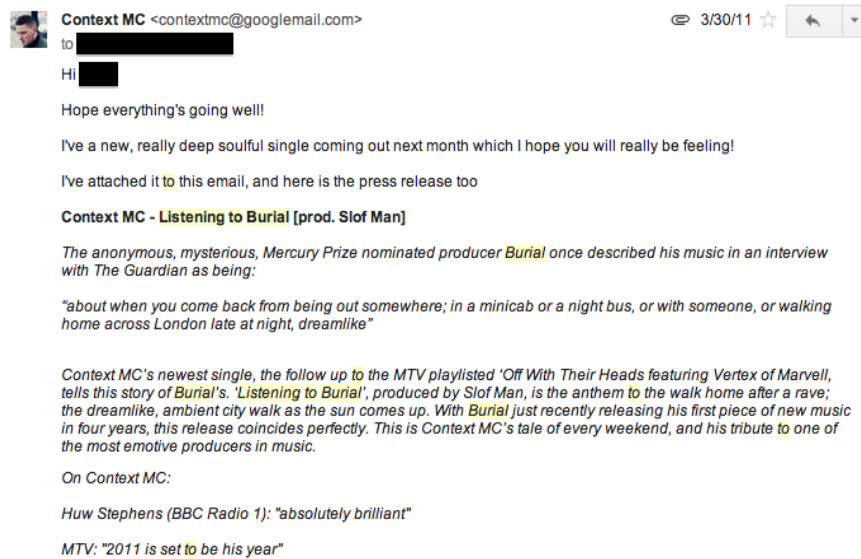 Context MC <contextmc@googlemail.com>
3/30/11
to
Hi
Hope everything's going well!
I've a new, really deep soulful single coming out next month which I hope you will really be feeling!
I've attached it to this email, and here is the press release too
Context MC - Listening to Burial [prod. Slof Man]
The anonymous, mysterious, Mercury Prize nominated producer Burial once described his music in an interview
with The Guardian as being:
“about when you come back from being out somewhere; in a minicab or a night bus, or with someone, or walking
home across London late at night, dreamlike”
Context MC's newest single, the follow up to the MTV playlisted ‘Off With Their Heads featuring Vertex of Marvell,
tells this story of Burial's. ‘Listening to Burial’, produced by Slof Man, is the anthem to the walk home after a rave;
the dreamlike, ambient city walk as the sun comes up. With Burial just recently releasing his first piece of new music
in four years, this release coincides perfectly. This is Context MC's tale of every weekend, and his tribute to one of
the most emotive producers in music.
On Context MC:
Huw Stephens (BBC Radio 1): "absolutely brilliant"
MTV: "2011 is set to be his year"